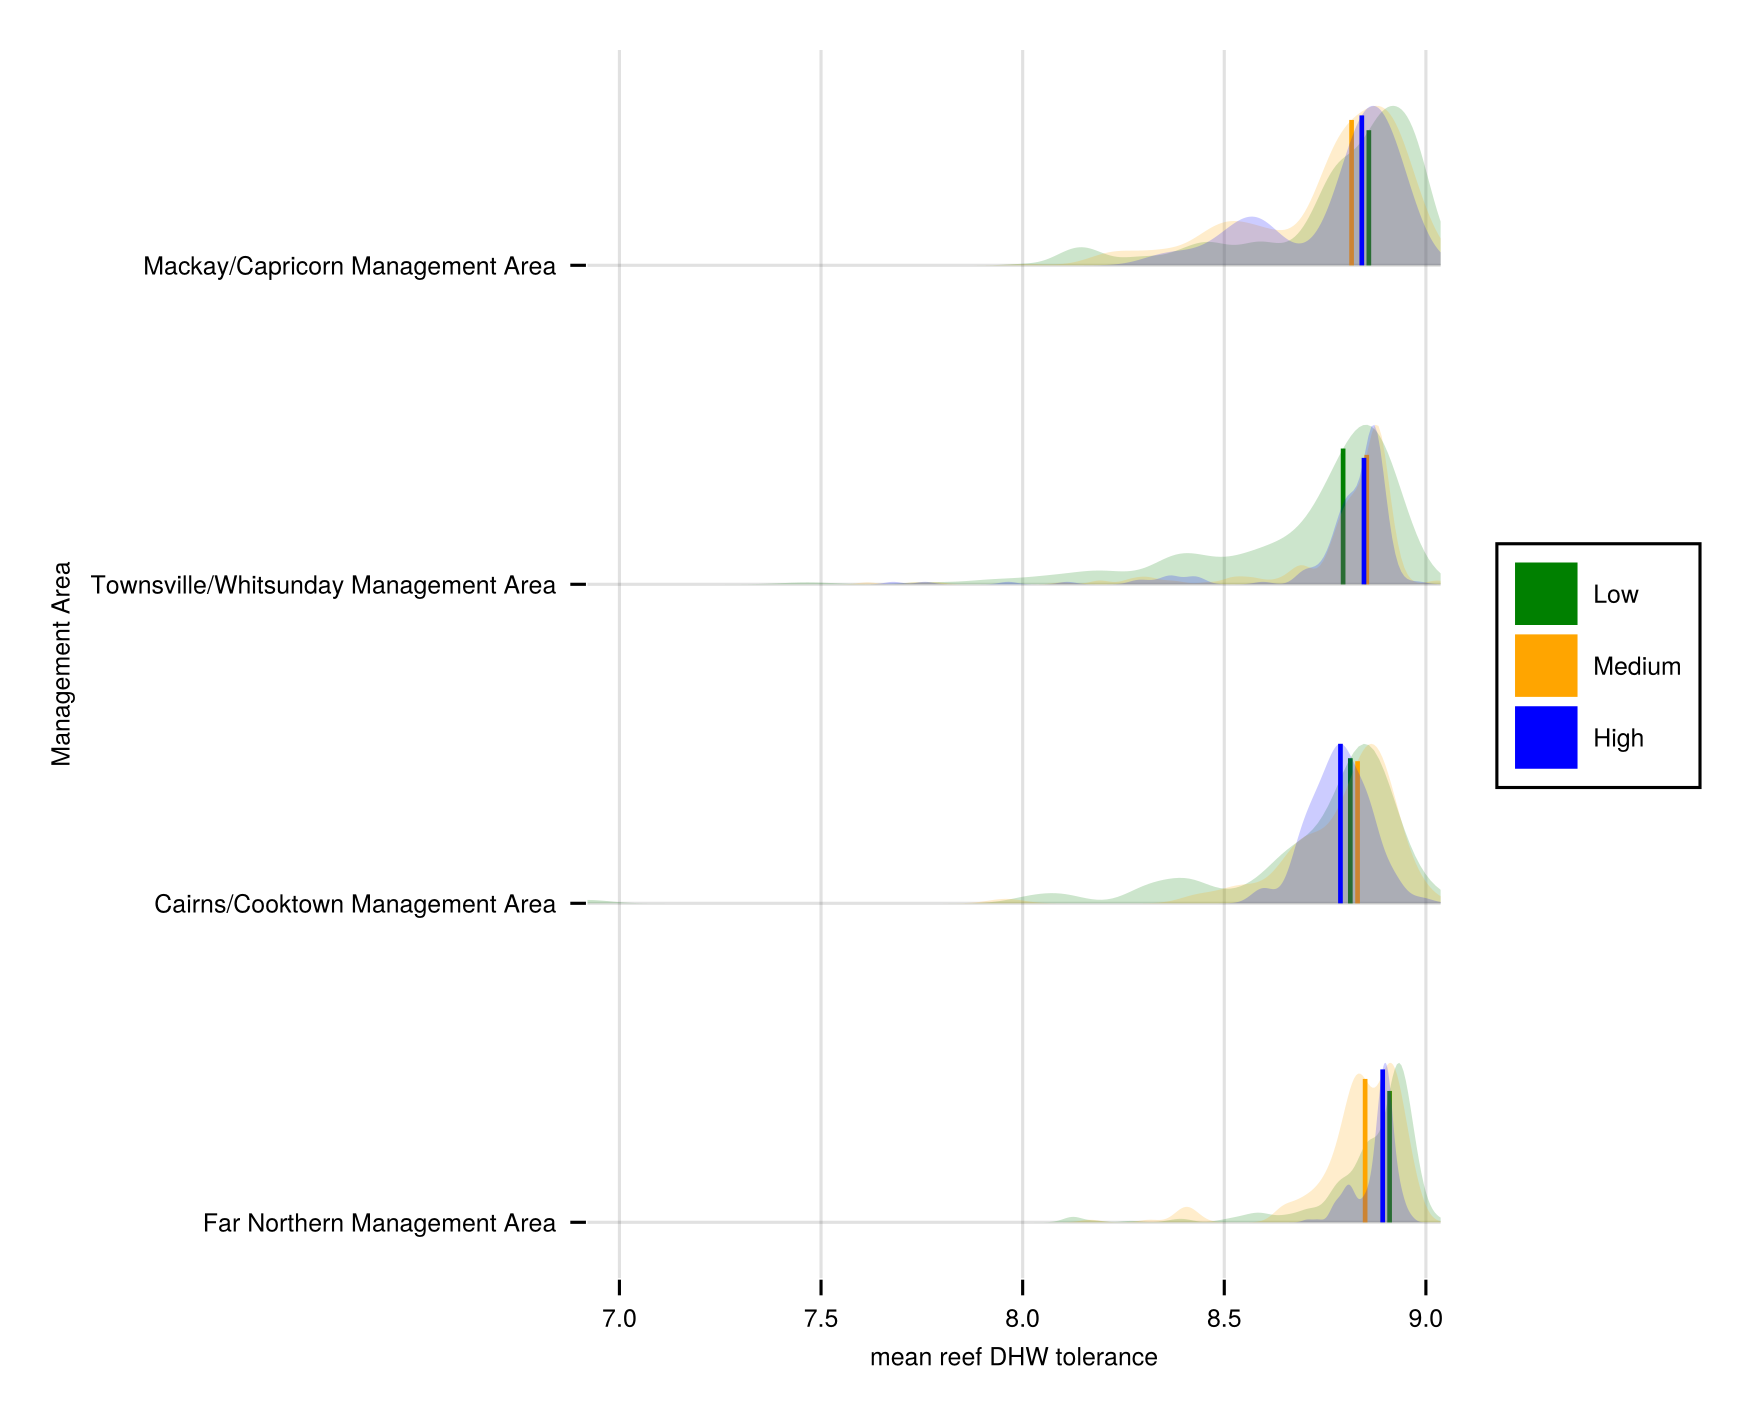 Mackay/Capricorn Management Area
Townsville/Whitsunday Management Area
Cairns/Cooktown Management Area
Far Northern Management Area
Management Area
7.0 7.5 8.0 8.5 9.0
mean reef DHW tolerance
Low
Medium
High